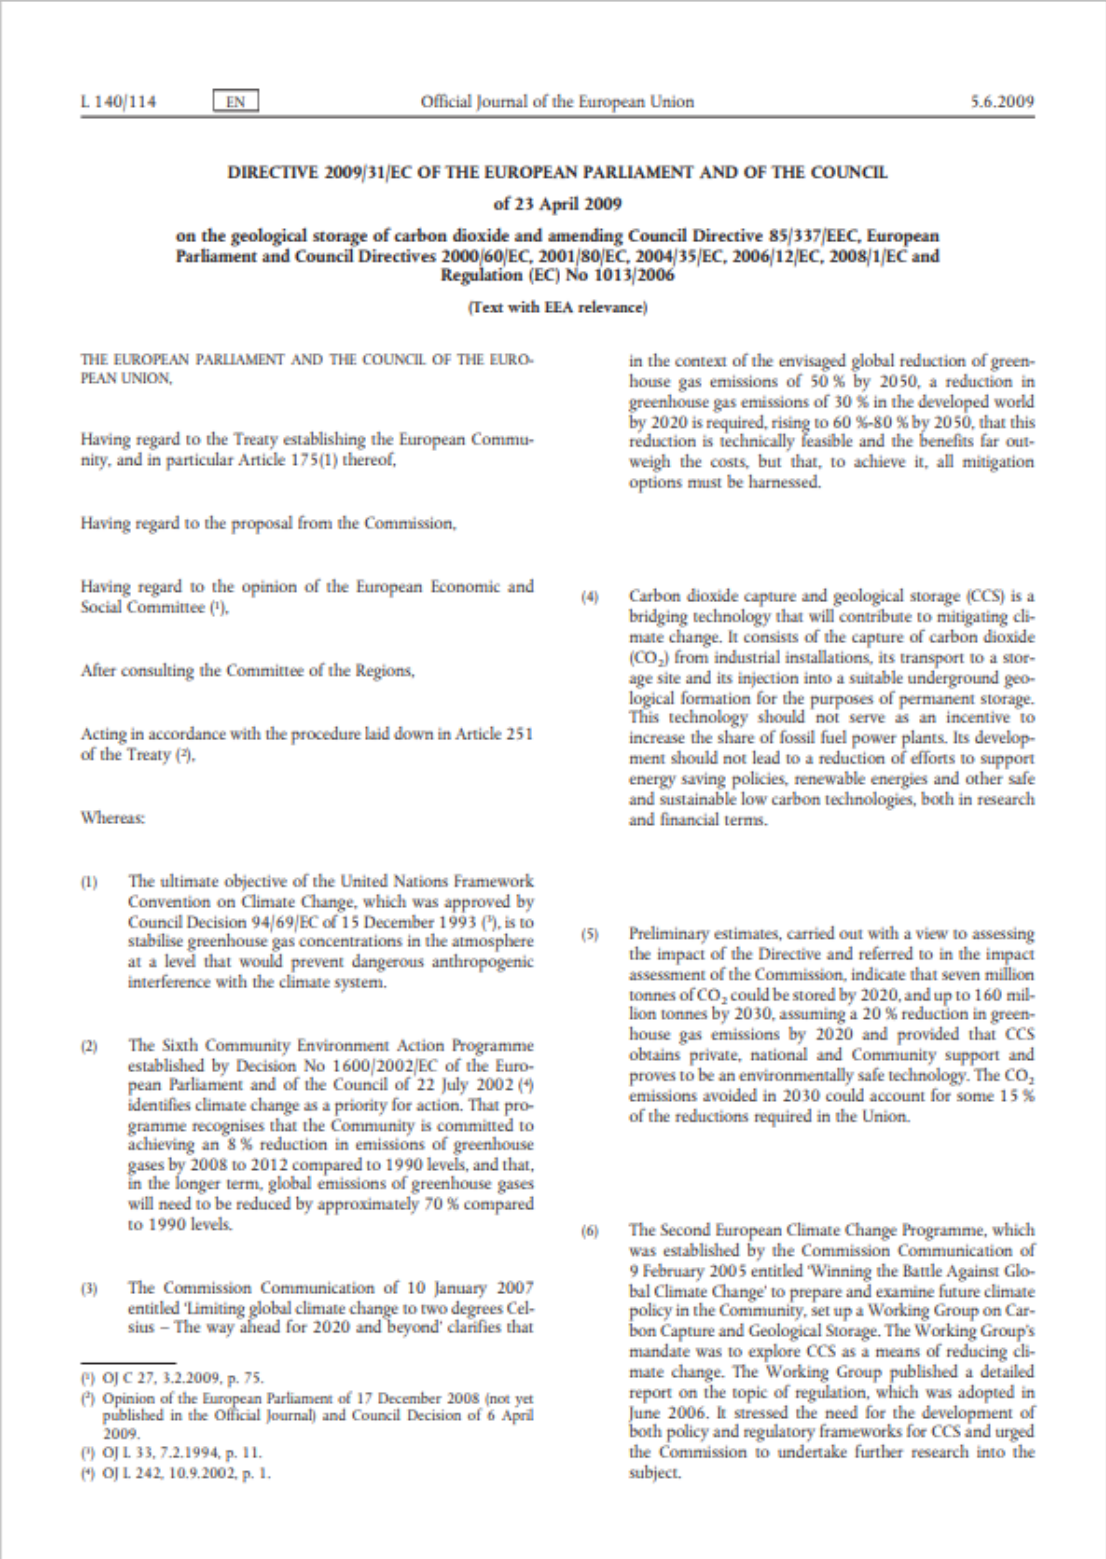 L 140/114 EN Official Journal of the European Union 5.6.2009
DIRECTIVE 2009/31/EC OF THE EUROPEAN PARLIAMENT AND OF THE COUNCIL
of 23 April 2009
on the geological storage of carbon dioxide and amending Council Directive 85/337/EEC, European
Parliament and Council Directives 2000/60/EC, 2001/80/EC, 2004/35/EC, 2006/12/EC, 2008/1/EC and
Regulation (EC) No 1013/2006
(Text with EEA relevance)
THE EUROPEAN PARLIAMENT AND THE COUNCIL OF THE EURO-
PEAN UNION,
Having regard to the Treaty establishing the European Commu-
nity, and in particular Article 175(1) thereof,
Having regard to the proposal from the Commission,
Having regard to the opinion of the European Economic and
Social Committee (¹),
After consulting the Committee of the Regions,
Acting in accordance with the procedure laid down in Article 251
of the Treaty (²),
Whereas:
(1) The ultimate objective of the United Nations Framework
Convention on Climate Change, which was approved by
Council Decision 94/69/EC of 15 December 1993 (³), is to
stabilise greenhouse gas concentrations in the atmosphere
at a level that would prevent dangerous anthropogenic
interference with the climate system.
(2) The Sixth Community Environment Action Programme
established by Decision No 1600/2002/EC of the Euro-
pean Parliament and of the Council of 22 July 2002 (⁴)
identifies climate change as a priority for action. That pro-
gramme recognises that the Community is committed to
achieving an 8 % reduction in emissions of greenhouse
gases by 2008 to 2012 compared to 1990 levels, and that,
in the longer term, global emissions of greenhouse gases
will need to be reduced by approximately 70 % compared
to 1990 levels.
(3) The Commission Communication of 10 January 2007
entitled ‘Limiting global climate change to two degrees Cel-
sius – The way ahead for 2020 and beyond’ clarifies that
(¹) OJ C 27, 3.2.2009, p. 75.
(²) Opinion of the European Parliament of 17 December 2008 (not yet
published in the Official Journal) and Council Decision of 6 April
2009.
(³) OJ L 33, 7.2.1994, p. 11.
(⁴) OJ L 242, 10.9.2002, p. 1.
in the context of the envisaged global reduction of green-
house gas emissions of 50 % by 2050, a reduction in
greenhouse gas emissions of 30 % in the developed world
by 2020 is required, rising to 60 %-80 % by 2050, that this
reduction is technically feasible and the benefits far out-
weigh the costs, but that, to achieve it, all mitigation
options must be harnessed.
(4) Carbon dioxide capture and geological storage (CCS) is a
bridging technology that will contribute to mitigating cli-
mate change. It consists of the capture of carbon dioxide
(CO₂) from industrial installations, its transport to a stor-
age site and its injection into a suitable underground geo-
logical formation for the purposes of permanent storage.
This technology should not serve as an incentive to
increase the share of fossil fuel power plants. Its develop-
ment should not lead to a reduction of efforts to support
energy saving policies, renewable energies and other safe
and sustainable low carbon technologies, both in research
and financial terms.
(5) Preliminary estimates, carried out with a view to assessing
the impact of the Directive and referred to in the impact
assessment of the Commission, indicate that seven million
tonnes of CO₂ could be stored by 2020, and up to 160 mil-
lion tonnes by 2030, assuming a 20 % reduction in green-
house gas emissions by 2020 and provided that CCS
obtains private, national and Community support and
proves to be an environmentally safe technology. The CO₂
emissions avoided in 2030 could account for some 15 %
of the reductions required in the Union.
(6) The Second European Climate Change Programme, which
was established by the Commission Communication of
9 February 2005 entitled ‘Winning the Battle Against Glo-
bal Climate Change’ to prepare and examine future climate
policy in the Community, set up a Working Group on Car-
bon Capture and Geological Storage. The Working Group’s
mandate was to explore CCS as a means of reducing cli-
mate change. The Working Group published a detailed
report on the topic of regulation, which was adopted in
June 2006. It stressed the need for the development of
both policy and regulatory frameworks for CCS and urged
the Commission to undertake further research into the
subject.